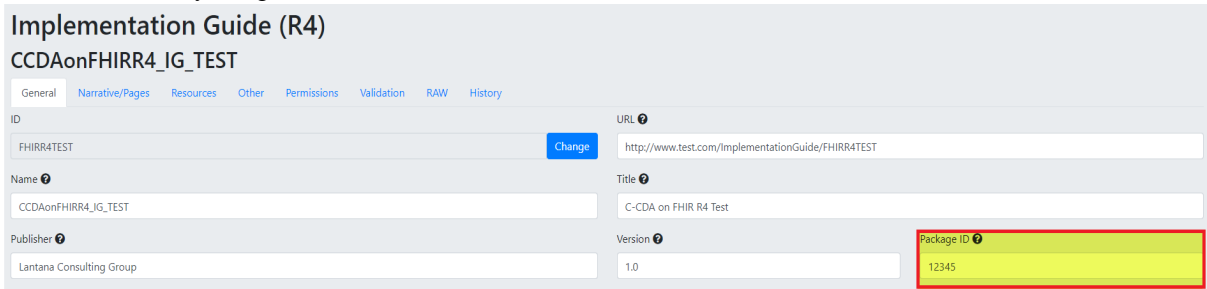 Implementation Guide (R4)
CCDAonFHIRR4_IG_TEST
General Narrative/Pages Resources Other Permissions Validation RAW History
ID
FHIRR4TEST Change
URL
http://www.test.com/ImplementationGuide/FHIRR4TEST
Name
CCDAonFHIRR4_IG_TEST
Title
C-CDA on FHIR R4 Test
Publisher
Lantana Consulting Group
Version
1.0
Package ID
12345